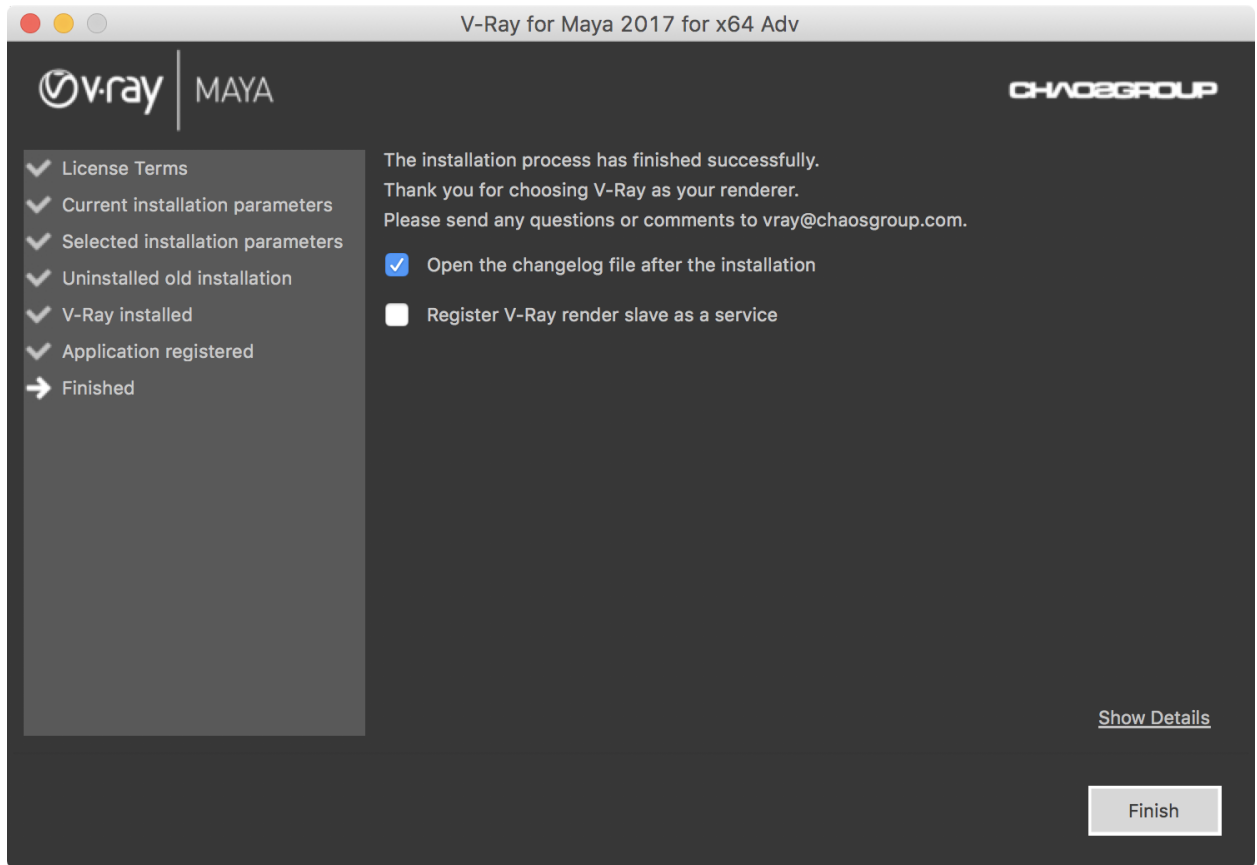 V-Ray for Maya 2017 for x64 Adv
v·ray | MAYA
CHAOSGROUP
License Terms
Current installation parameters
Selected installation parameters
Uninstalled old installation
V-Ray installed
Application registered
Finished
The installation process has finished successfully.
Thank you for choosing V-Ray as your renderer.
Please send any questions or comments to vray@chaosgroup.com.
Open the changelog file after the installation
Register V-Ray render slave as a service
Show Details
Finish